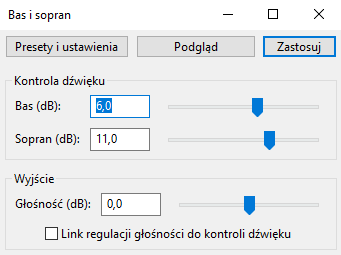 Bas i sopran
Presety i ustawienia
Podgląd
Zastosuj
Kontrola dźwięku
Bas (dB):
6,0
Sopran (dB):
11,0
Wyjście
Głośność (dB):
0,0
Link regulacji głośności do kontroli dźwięku